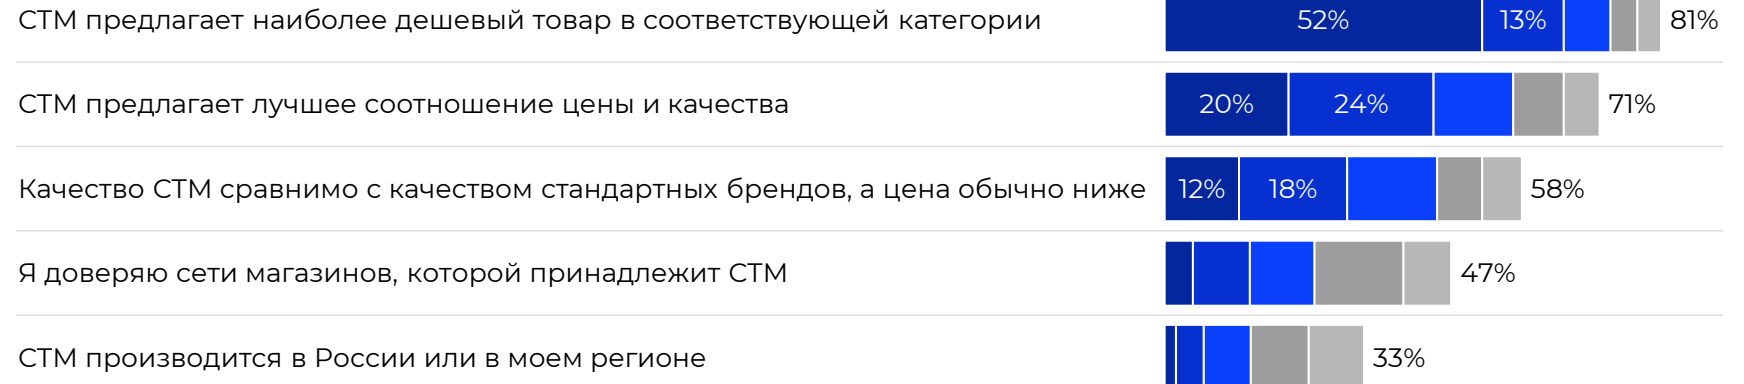 СТМ предлагает наиболее дешевый товар в соответствующей категории 52% 13% 81%
СТМ предлагает лучшее соотношение цены и качества 20% 24% 71%
Качество СТМ сравнимо с качеством стандартных брендов, а цена обычно ниже 12% 18% 58%
Я доверяю сети магазинов, которой принадлежит СТМ 47%
СТМ производится в России или в моем регионе 33%